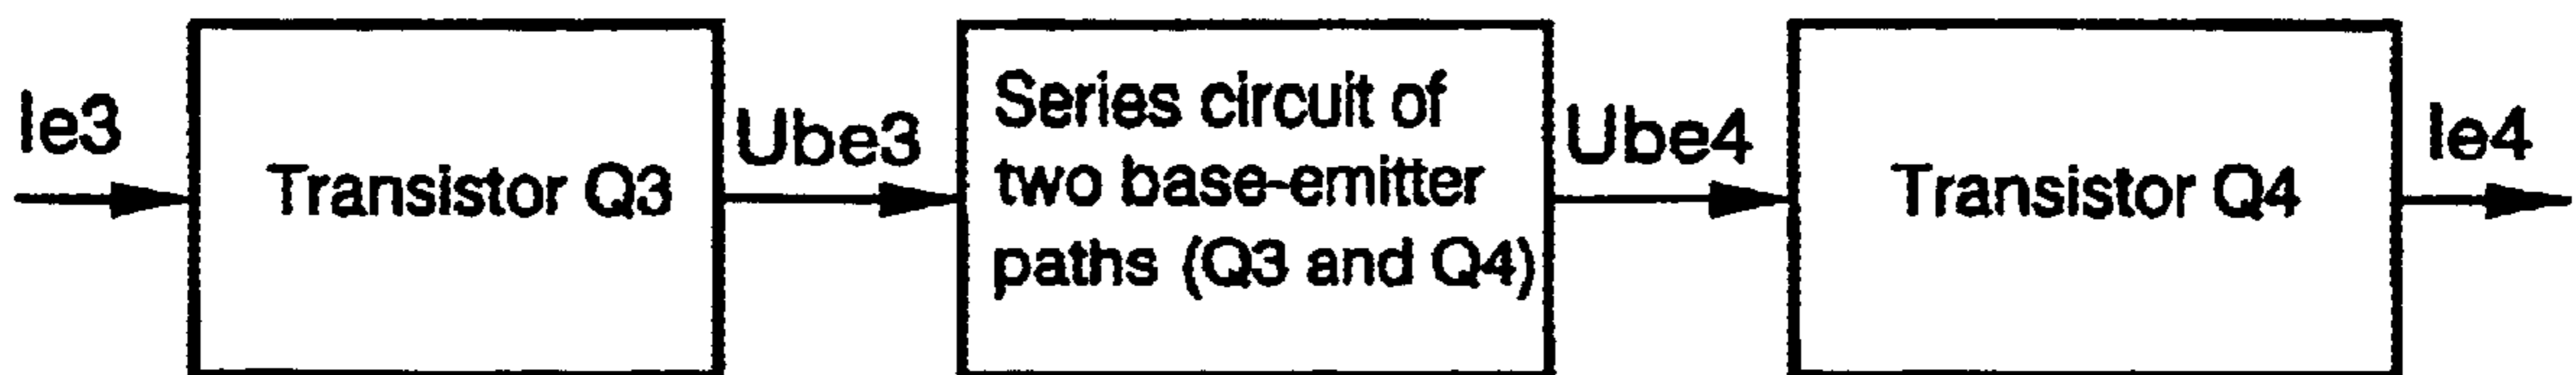 Ie3
Transistor Q3
Ube3
Series circuit of
two base-emitter
paths (Q3 and Q4)
Ube4
Transistor Q4
Ie4